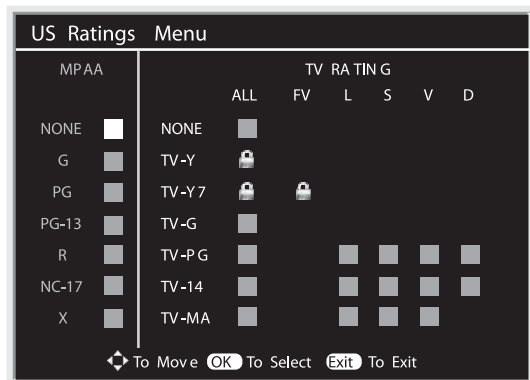 US Ratings Menu
MPAA TV RATING
ALL FV L S V D
NONE NONE
G TV-Y
PG TV-Y7
PG-13 TV-G
R TV-PG
NC-17 TV-14
X TV-MA
To Move OK To Select Exit To Exit